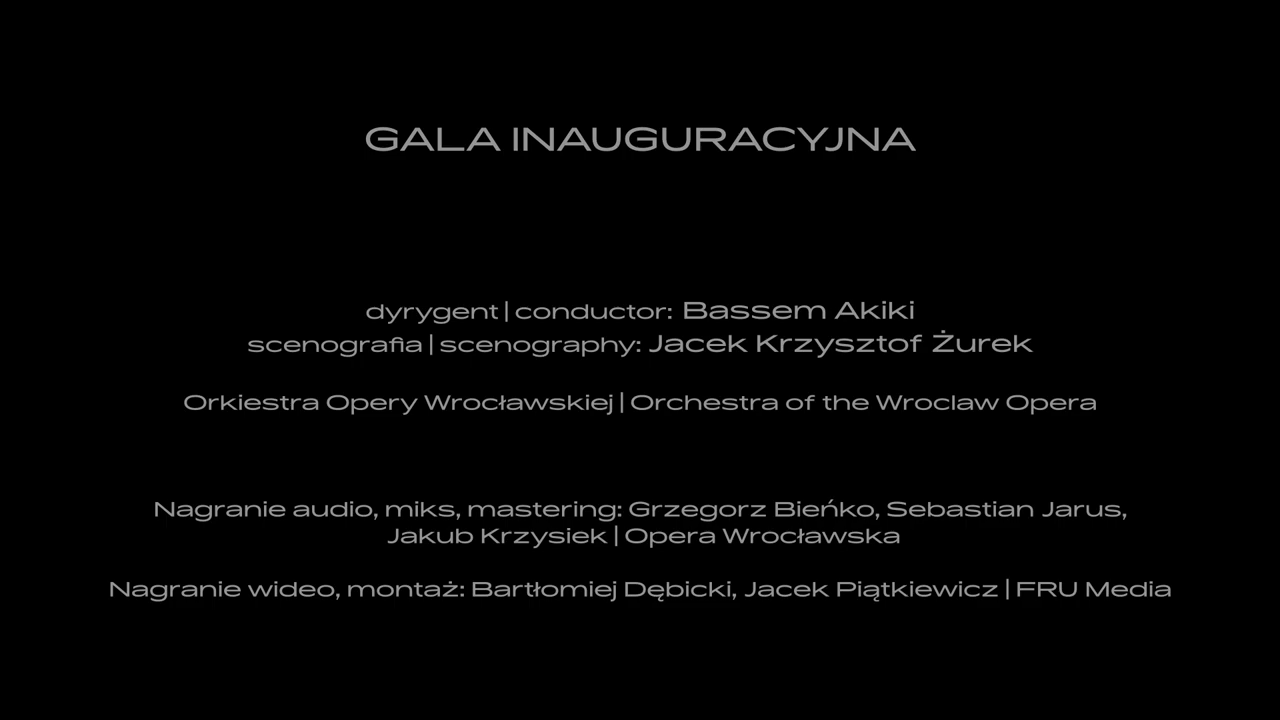 GALA INAUGURACYJNA
dyrygent | conductor: Bassem Akiki
scenografia | scenography: Jacek Krzysztof Żurek
Orkiestra Opery Wrocławskiej | Orchestra of the Wroclaw Opera
Nagranie audio, miks, mastering: Grzegorz Bieńko, Sebastian Jarus,
Jakub Krzysiek | Opera Wrocławska
Nagranie wideo, montaż: Bartłomiej Dębicki, Jacek Piątkiewicz | FRU Media